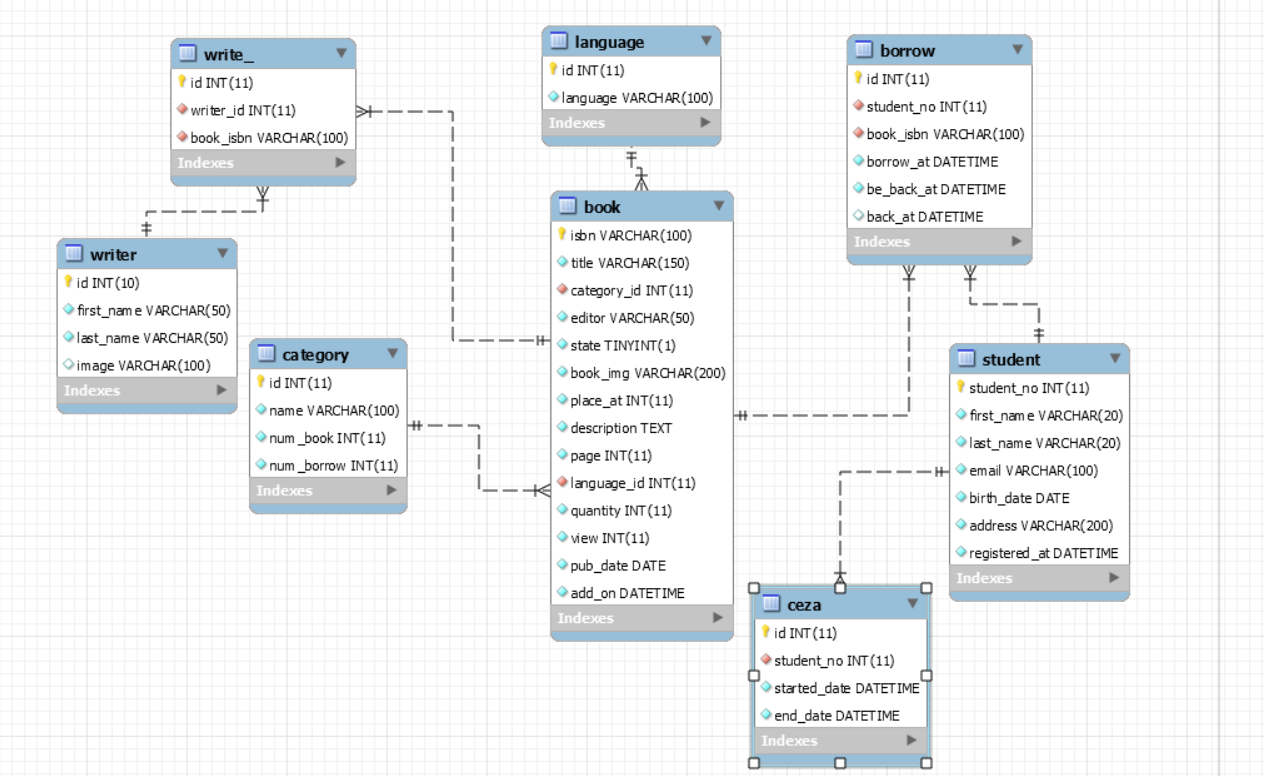 write_
id INT(11)
writer_id INT(11)
book_isbn VARCHAR(100)
Indexes
language
id INT(11)
language VARCHAR(100)
Indexes
borrow
id INT(11)
student_no INT(11)
book_isbn VARCHAR(100)
borrow_at DATETIME
be_back_at DATETIME
back_at DATETIME
Indexes
writer
id INT(10)
first_name VARCHAR(50)
last_name VARCHAR(50)
image VARCHAR(100)
Indexes
category
id INT(11)
name VARCHAR(100)
num_book INT(11)
num_borrow INT(11)
Indexes
book
isbn VARCHAR(100)
title VARCHAR(150)
category_id INT(11)
editor VARCHAR(50)
state TINYINT(1)
book_img VARCHAR(200)
place_at INT(11)
description TEXT
page INT(11)
language_id INT(11)
quantity INT(11)
view INT(11)
pub_date DATE
add_on DATETIME
Indexes
student
student_no INT(11)
first_name VARCHAR(20)
last_name VARCHAR(20)
email VARCHAR(100)
birth_date DATE
address VARCHAR(200)
registered_at DATETIME
Indexes
ceza
id INT(11)
student_no INT(11)
started_date DATETIME
end_date DATETIME
Indexes